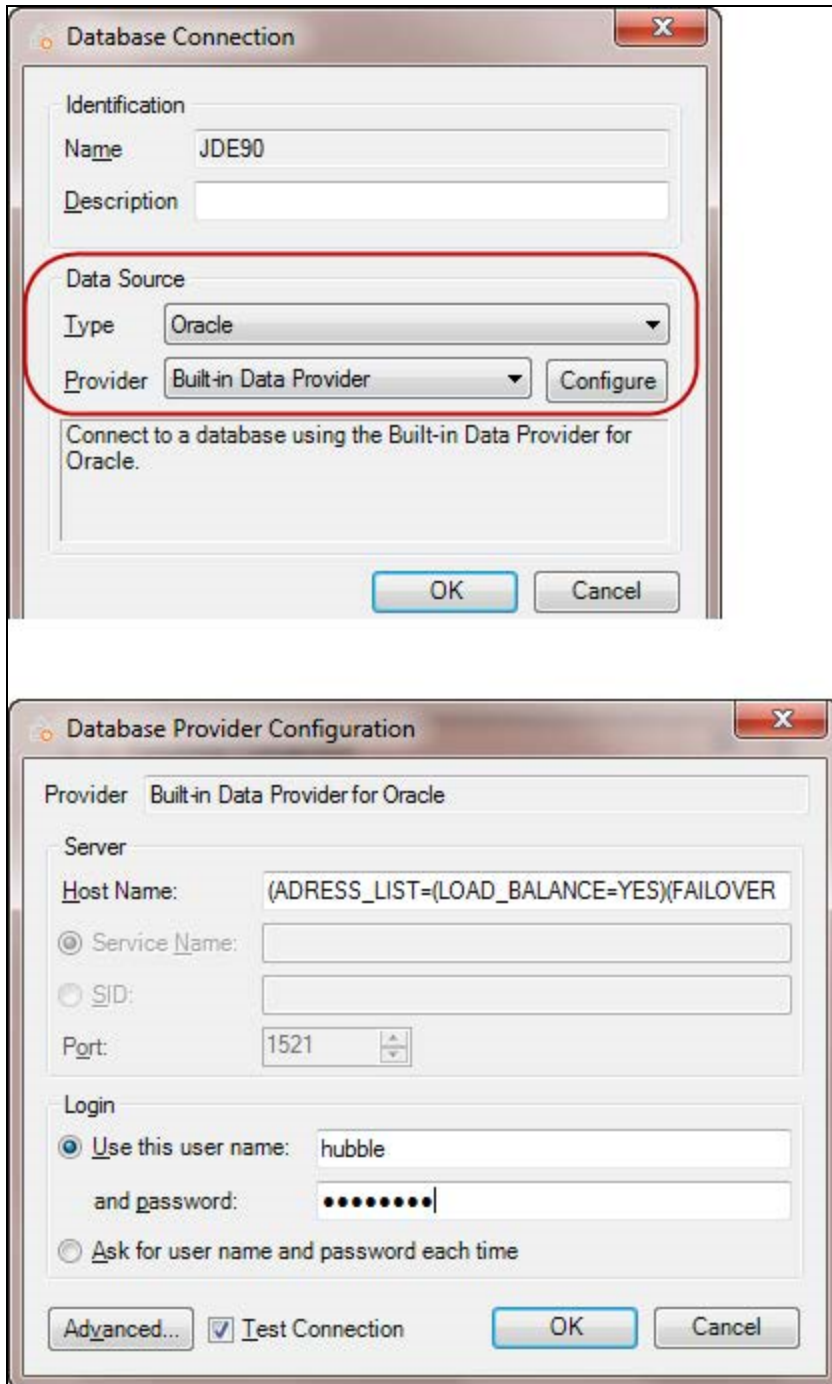 Database Connection
Identification
Name JDE90
Description
Data Source
Type Oracle
Provider Built-in Data Provider Configure
Connect to a database using the Built-in Data Provider for
Oracle.
OK Cancel
Database Provider Configuration
Provider Built-in Data Provider for Oracle
Server
Host Name: (ADRESS_LIST=(LOAD_BALANCE=YES)(FAILOVER
Service Name:
SID:
Port: 1521
Login
Use this user name: hubble
and password: ●●●●●●●●
Ask for user name and password each time
Advanced... Test Connection OK Cancel